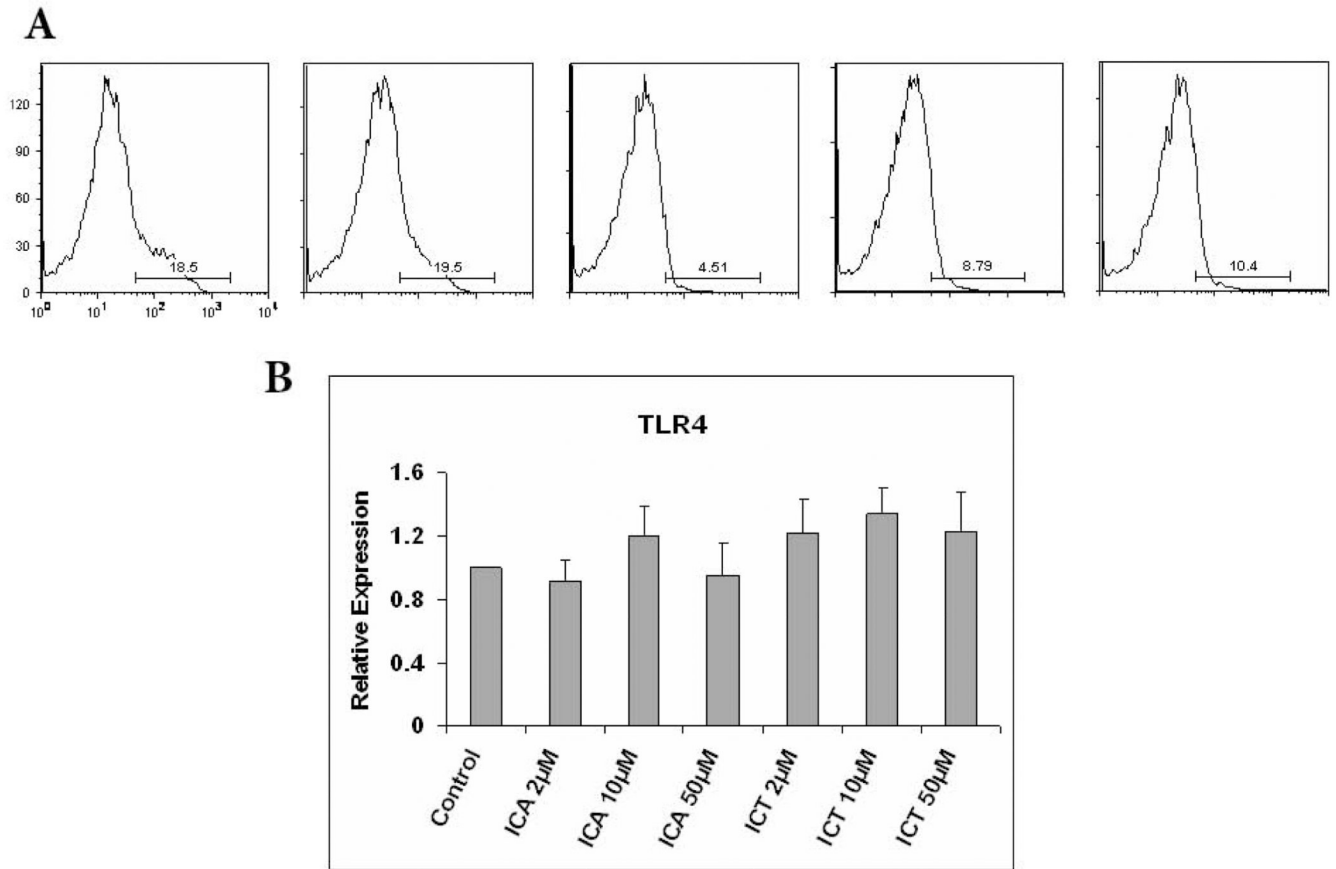 A
120
90
60
30
0
10⁰ 10¹ 10² 10³ 10⁴
18.5
19.5
4.51
8.79
10.4
B
TLR4
Relative Expression
1.6
1.2
0.8
0.4
0
Control
ICA 2µM
ICA 10µM
ICA 50µM
ICT 2µM
ICT 10µM
ICT 50µM